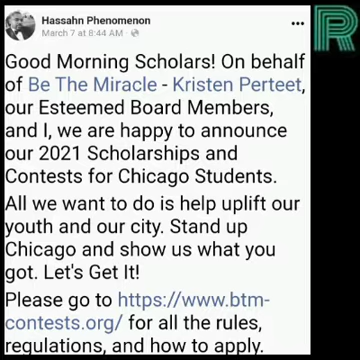 Hassahn Phenomenon
March 7 at 8:44 AM ·
Good Morning Scholars! On behalf
of Be The Miracle - Kristen Perteet,
our Esteemed Board Members,
and I, we are happy to announce
our 2021 Scholarships and
Contests for Chicago Students.
All we want to do is help uplift our
youth and our city. Stand up
Chicago and show us what you
got. Let's Get It!
Please go to https://www.btm-
contests.org/ for all the rules,
regulations, and how to apply.
R